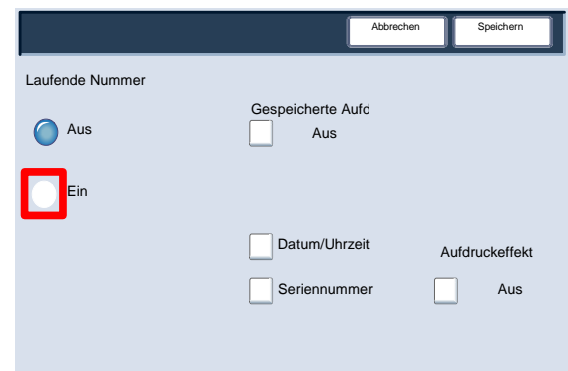 Abbrechen
Speichern
Laufende Nummer
Gespeicherte Aufd
Aus
Aus
Ein
Datum/Uhrzeit
Aufdruckeffekt
Seriennummer
Aus